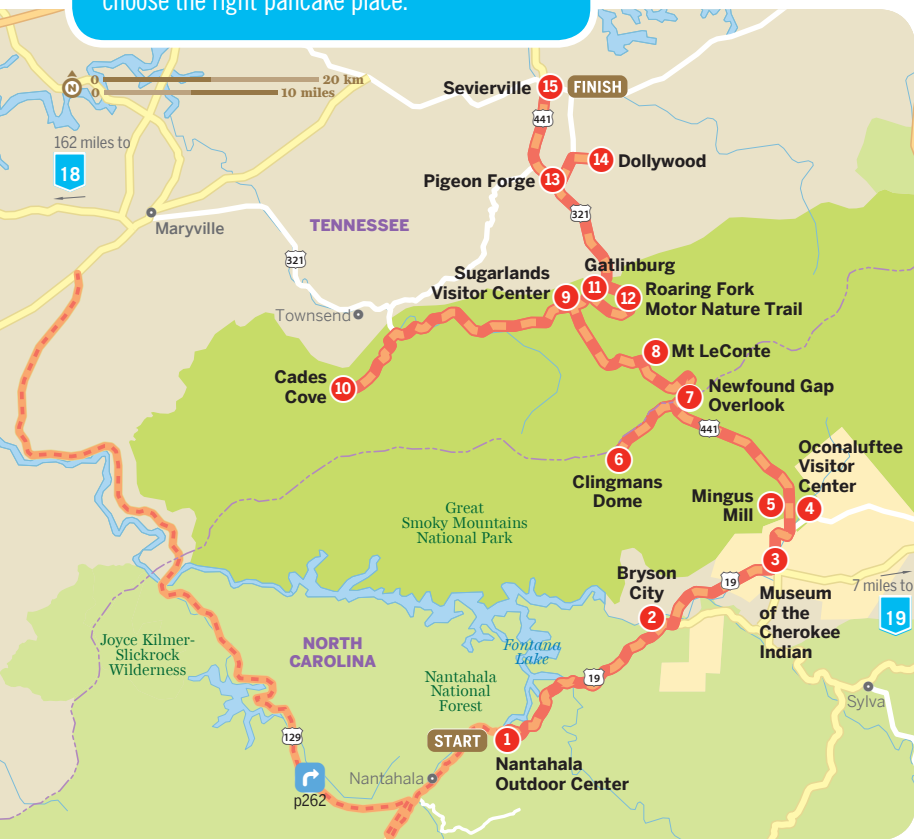 choose the right pancake place.
N
0 20 km
0 10 miles
Sevierville 15 FINISH
441
162 miles to
18
14 Dollywood
Pigeon Forge 13
321
Maryville
TENNESSEE
321
Gatlinburg
Sugarlands
Visitor Center
9
11
12
Roaring Fork
Motor Nature Trail
Townsend
8 Mt LeConte
Cades
Cove
10
7
Newfound Gap
Overlook
441
6
Clingmans
Dome
Oconaluftee
Visitor
Center
Mingus
Mill
5
4
Great
Smoky Mountains
National Park
3
Bryson
City
2
19
Museum
of the
Cherokee
Indian
7 miles to
19
Joyce Kilmer-
Slickrock
Wilderness
NORTH
CAROLINA
Fontana
Lake
Nantahala
National
Forest
19
Sylva
129
START 1
Nantahala
Outdoor Center
Nantahala
p262